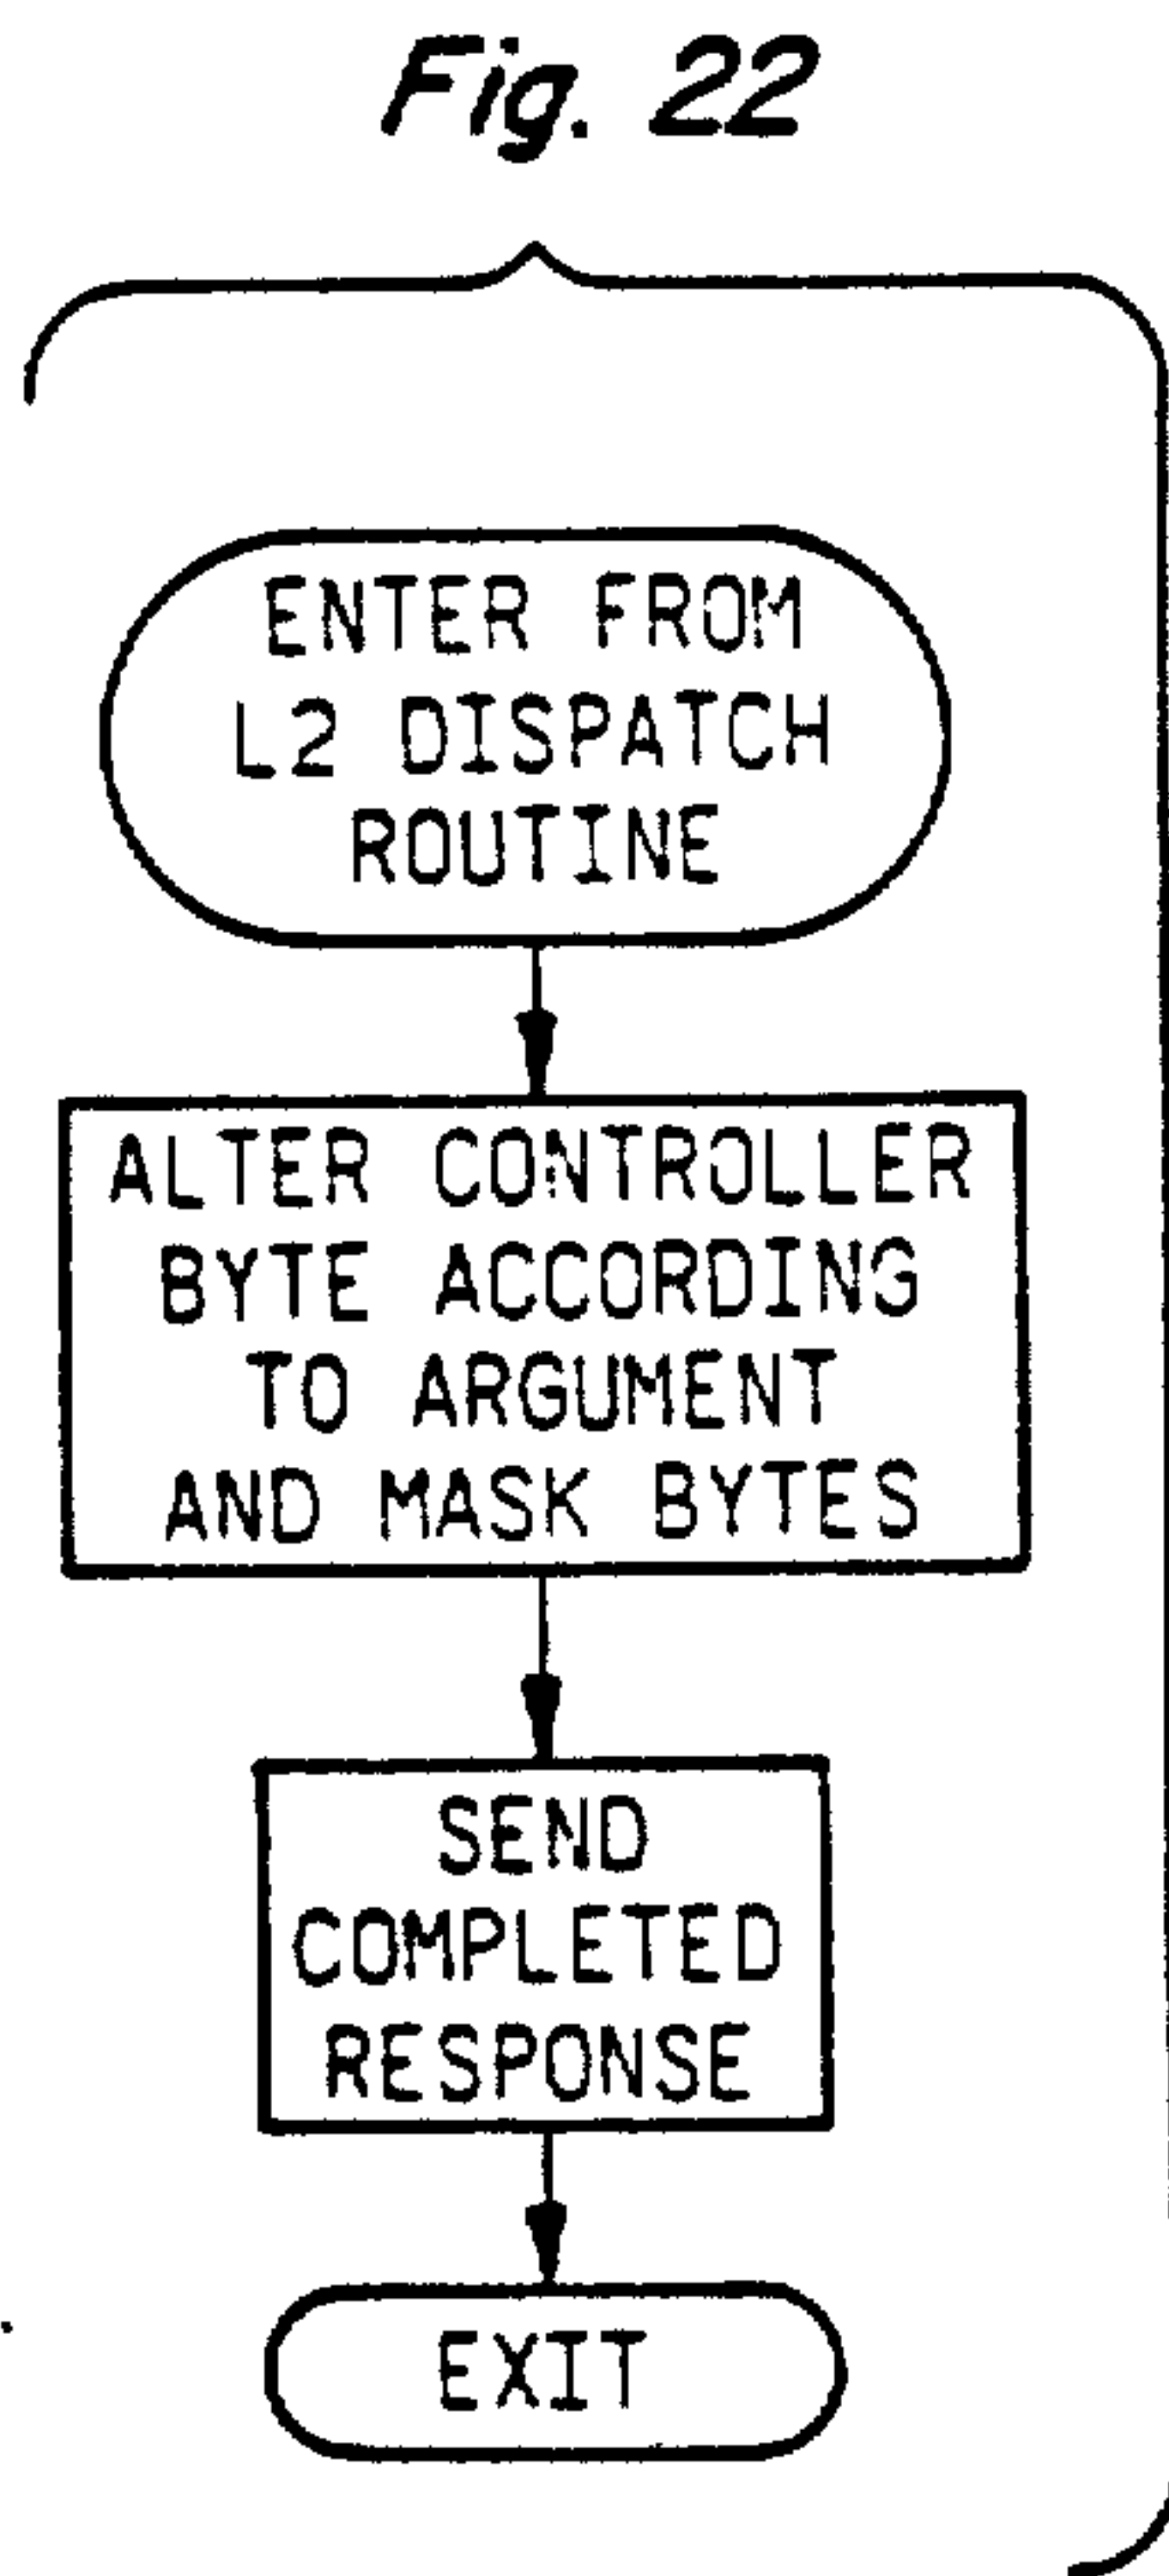 Fig. 22
ENTER FROM
L2 DISPATCH
ROUTINE
ALTER CONTROLLER
BYTE ACCORDING
TO ARGUMENT
AND MASK BYTES
SEND
COMPLETED
RESPONSE
EXIT